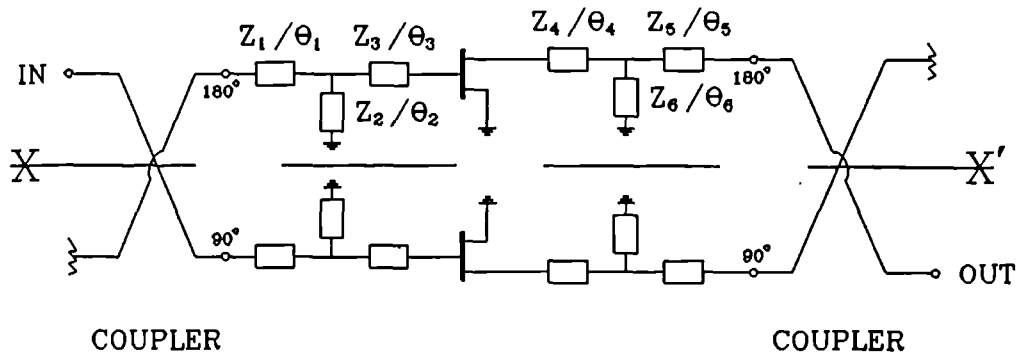 Z₁/θ₁ Z₃/θ₃ Z₄/θ₄ Z₅/θ₅
IN 180° 180°
Z₂/θ₂ Z₆/θ₆
X X′
90° 90°
OUT
COUPLER COUPLER